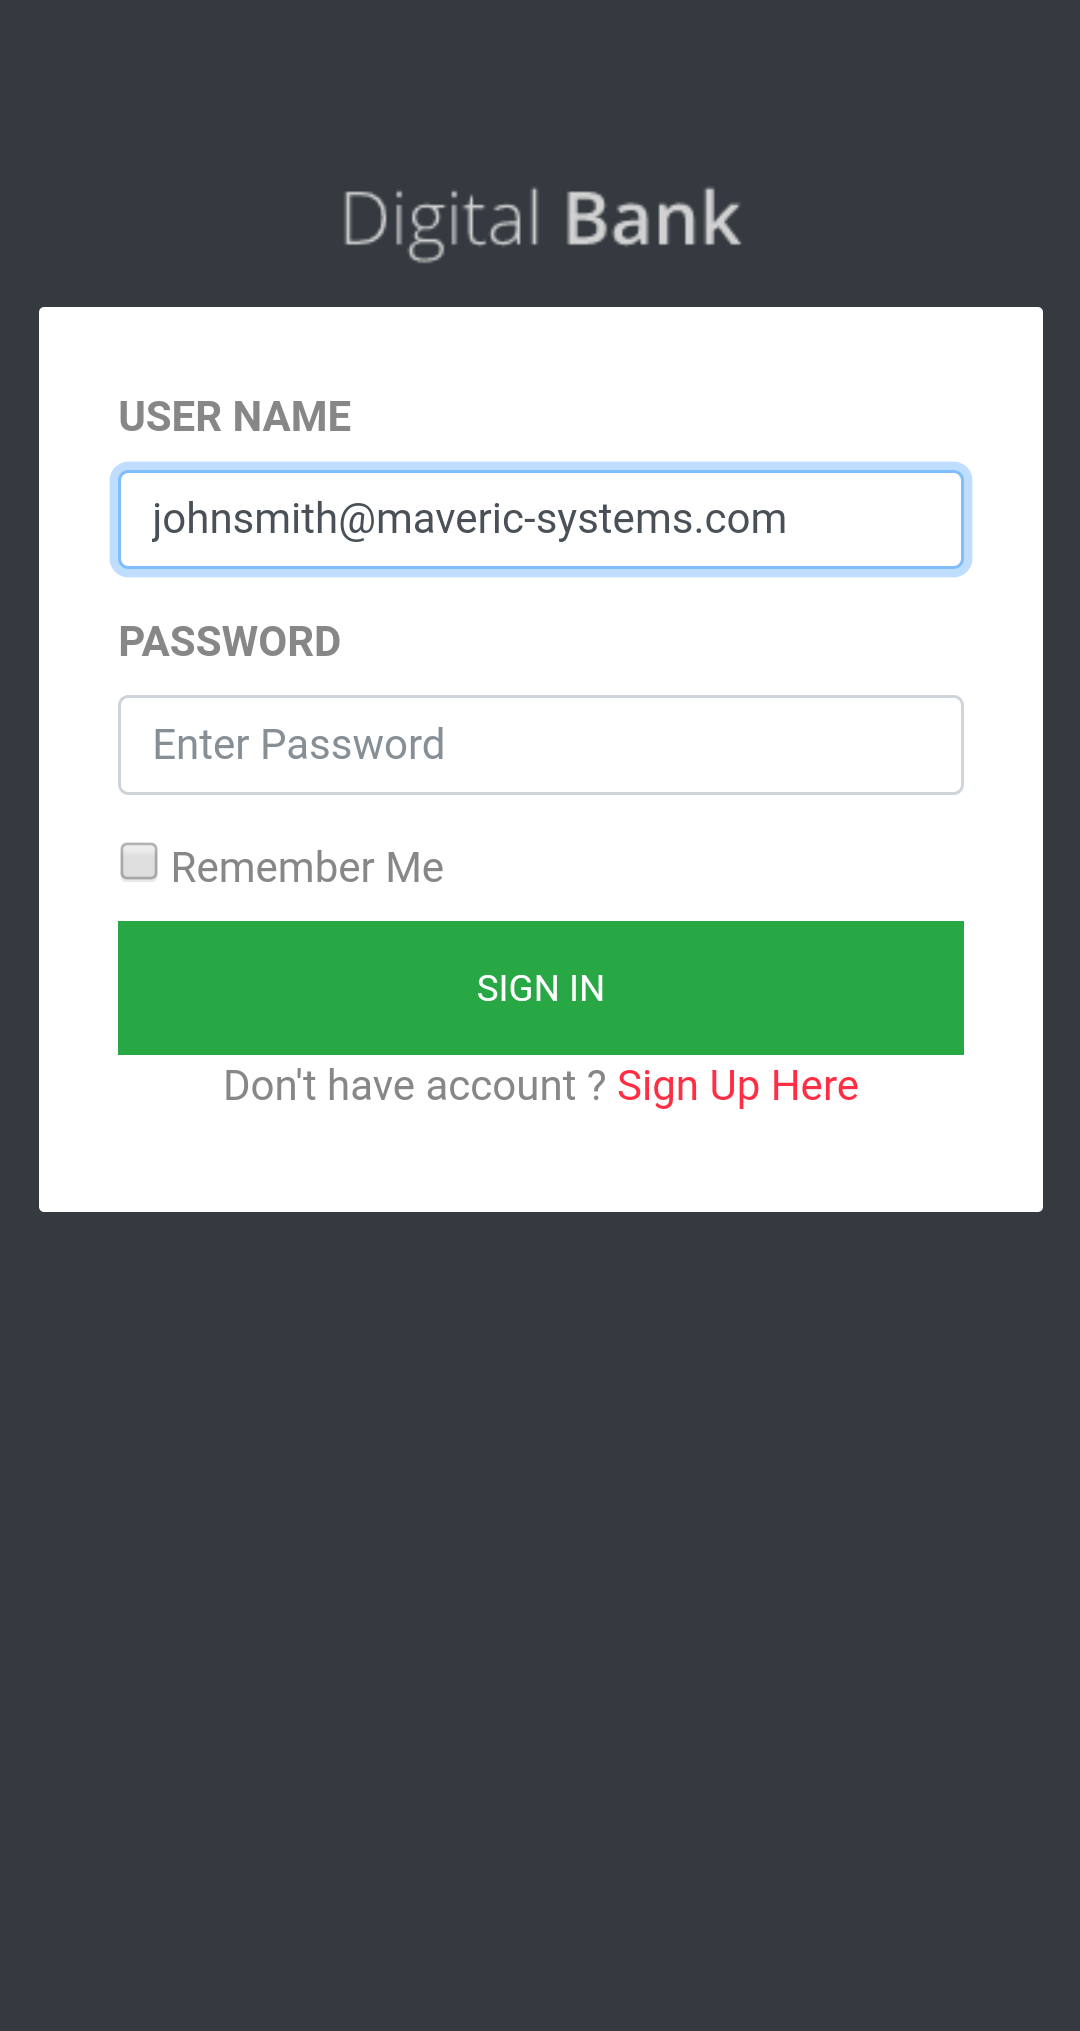 Digital Bank
USER NAME
johnsmith@maveric-systems.com
PASSWORD
Enter Password
Remember Me
SIGN IN
Don't have account ? Sign Up Here